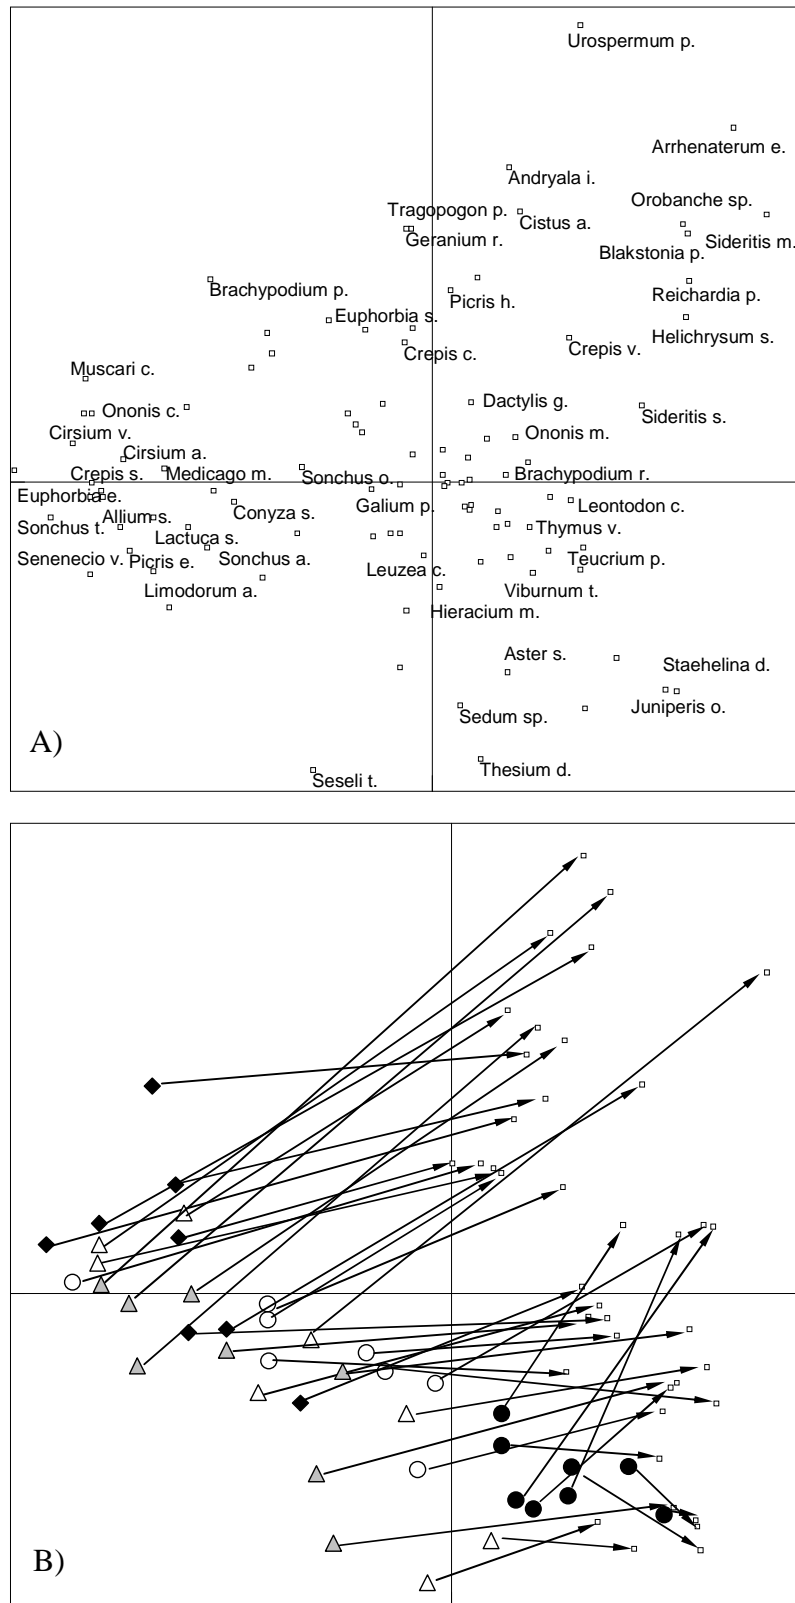 Urospermum p.
Arrhenaterum e.
Andryala i.
Orobanche sp.
Tragopogon p.
Cistus a.
Geranium r.
Sideritis m.
Blakstonia p.
Brachypodium p.
Picris h.
Reichardia p.
Euphorbia s.
Helichrysum s.
Crepis c.
Crepis v.
Muscari c.
Ononis c.
Dactylis g.
Sideritis s.
Cirsium v.
Ononis m.
Cirsium a.
Crepis s.
Medicago m.
Sonchus o.
Brachypodium r.
Euphorbia e.
Galium p.
Leontodon c.
Allium s.
Conyza s.
Sonchus t.
Thymus v.
Lactuca s.
Senenecio v.
Picris e.
Sonchus a.
Teucrium p.
Leuzea c.
Limodorum a.
Viburnum t.
Hieracium m.
Aster s.
Staehelina d.
Juniperis o.
Sedum sp.
A)
Thesium d.
Seseli t.
B)